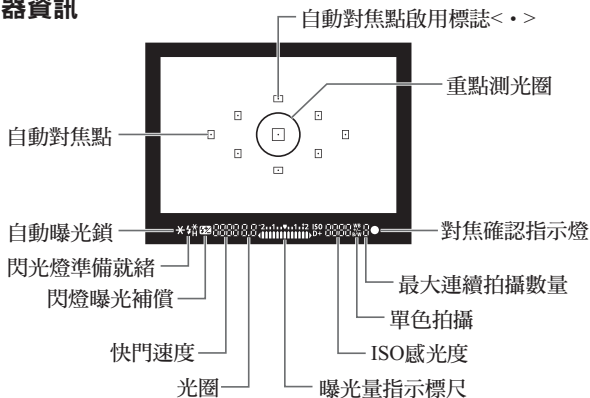 器資訊
自動對焦點啟用標誌< • >
重點測光圈
自動對焦點
自動曝光鎖
對焦確認指示燈
閃光燈準備就緒
最大連續拍攝數量
閃燈曝光補償
單色拍攝
快門速度
ISO感光度
光圈
曝光量指示標尺